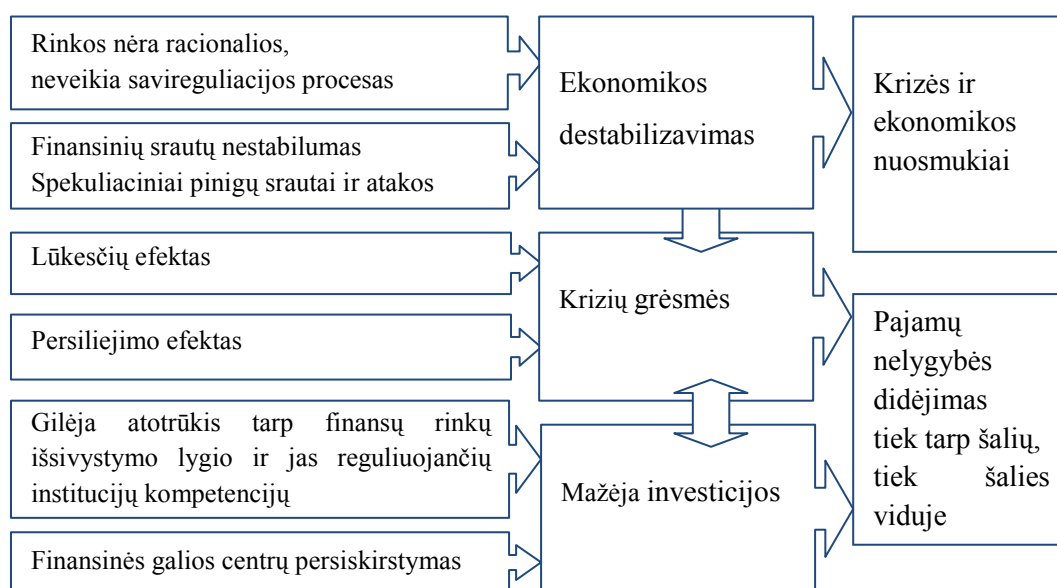 Rinkos nėra racionalios,
neveikia savireguliacijos procesas
Finansinių srautų nestabilumas
Spekuliaciniai pinigų srautai ir atakos
Lūkesčių efektas
Persiliejimo efektas
Gilėja atotrūkis tarp finansų rinkų
išsivystymo lygio ir jas reguliuojančių
institucijų kompetencijų
Finansinės galios centrų persiskirstymas
Ekonomikos
destabilizavimas
Krizių grėsmės
Mažėja investicijos
Krizės ir
ekonomikos
nuosmukiai
Pajamų
nelygybės
didėjimas
tiek tarp šalių,
tiek šalies
viduje